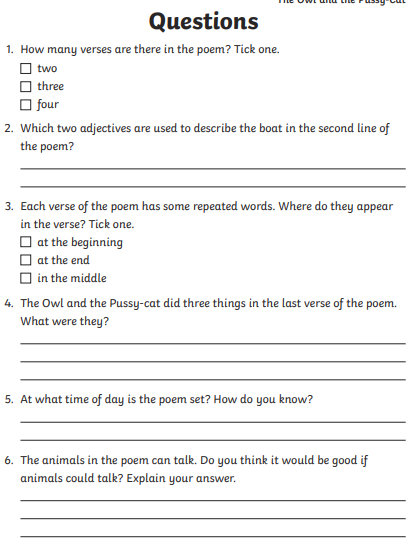 The Owl and the Pussy-Cat
Questions
1. How many verses are there in the poem? Tick one.
two
three
four
2. Which two adjectives are used to describe the boat in the second line of
the poem?
3. Each verse of the poem has some repeated words. Where do they appear
in the verse? Tick one.
at the beginning
at the end
in the middle
4. The Owl and the Pussy-cat did three things in the last verse of the poem.
What were they?
5. At what time of day is the poem set? How do you know?
6. The animals in the poem can talk. Do you think it would be good if
animals could talk? Explain your answer.